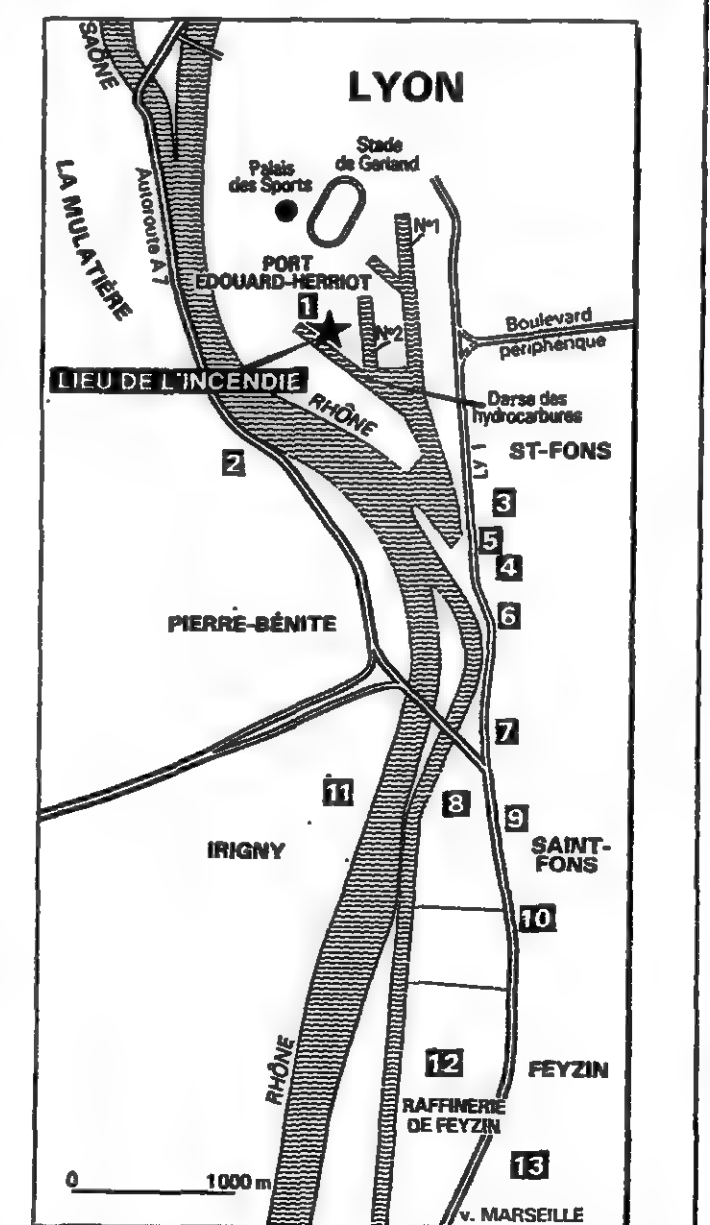 SAÔNE
LYON
Stade
de Gerland
Palais
des Sports
LA MULATIÈRE
Autoroute A 7
N°1
PORT
EDOUARD-HERRIOT
1
N°2
Boulevard
périphérique
LIEU DE L'INCENDIE
RHÔNE
Darse des
hydrocarbures
2
Ly 1
ST-FONS
3
5
4
6
PIERRE-BÉNITE
7
11
8
9
IRIGNY
SAINT-
FONS
10
RHÔNE
12
FEYZIN
RAFFINERIE
DE FEYZIN
13
0 1000 m
v. MARSEILLE